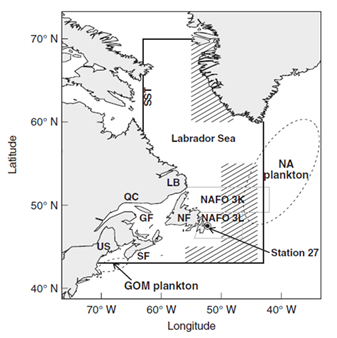 70° N
60° N
50° N
40° N
Latitude
SST
Labrador Sea
NA
plankton
LB
NAFO 3K
QC
GF
NF
NAFO 3L
US
SF
Station 27
GOM plankton
70° W
60° W
50° W
40° W
Longitude